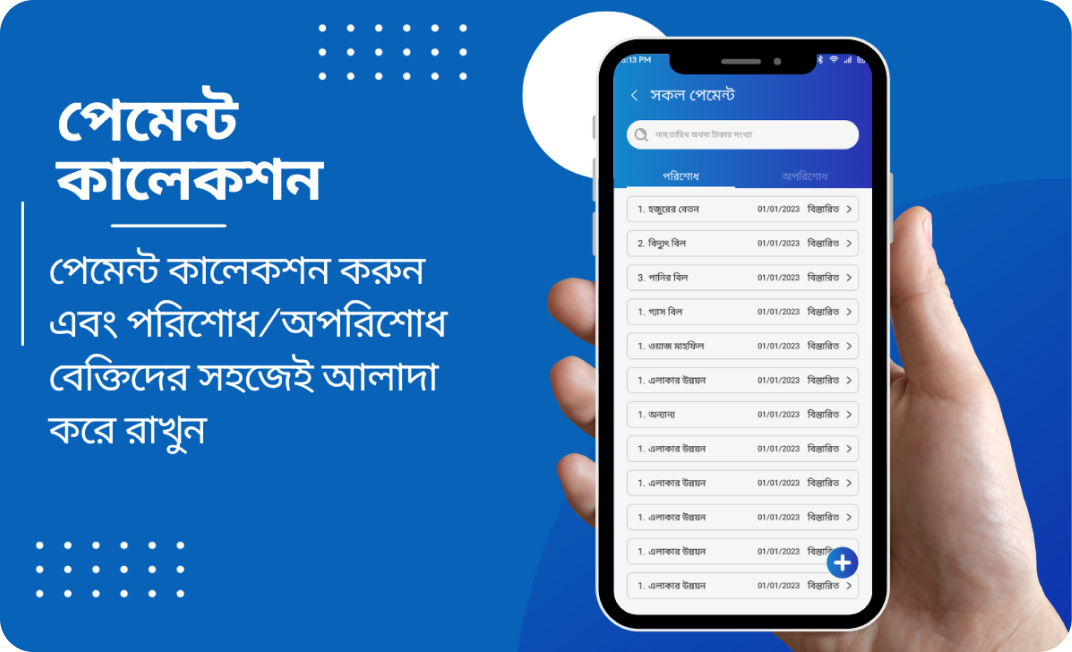 পেমেন্ট
কালেকশন
পেমেন্ট কালেকশন করুন
এবং পরিশোধ/অপরিশোধ
বেক্তিদের সহজেই আলাদা
করে রাখুন
:13 PM
সকল পেমেন্ট
নাম,তারিখ অথবা টাকার সংখ্যা
পরিশোধ অপরিশোধ
1. হুজুরের বেতন 01/01/2023 বিস্তারিত >
2. বিদ্যুৎ বিল 01/01/2023 বিস্তারিত >
3. পানির বিল 01/01/2023 বিস্তারিত >
1. গ্যাস বিল 01/01/2023 বিস্তারিত >
1. ওয়াজ মাহফিল 01/01/2023 বিস্তারিত >
1. এলাকার উন্নয়ন 01/01/2023 বিস্তারিত >
1. অন্যান্য 01/01/2023 বিস্তারিত >
1. এলাকার উন্নয়ন 01/01/2023 বিস্তারিত >
1. এলাকার উন্নয়ন 01/01/2023 বিস্তারিত >
1. এলাকার উন্নয়ন 01/01/2023 বিস্তারিত >
1. এলাকার উন্নয়ন 01/01/2023
1. এলাকার উন্নয়ন 01/01/2023 বিস্তারিত >